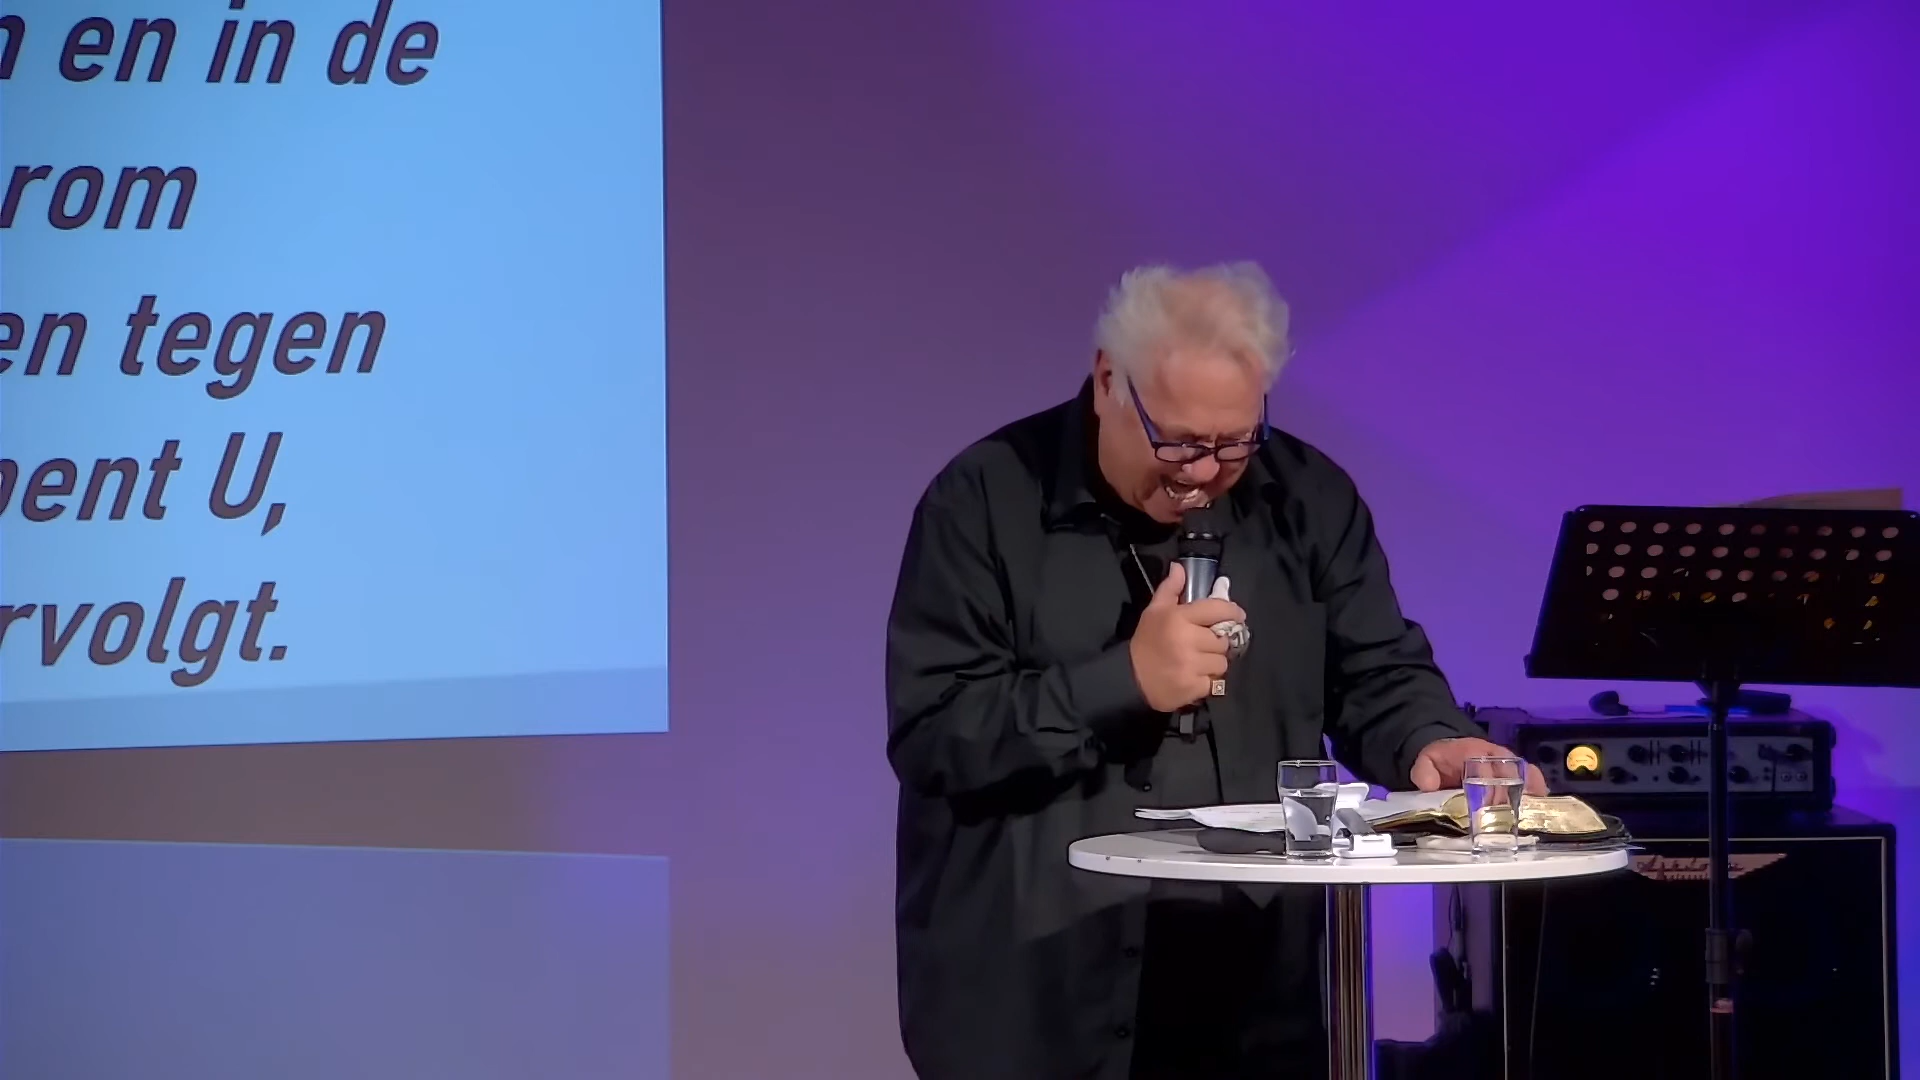 en in de
rom
en tegen
ent U,
rvolgt.